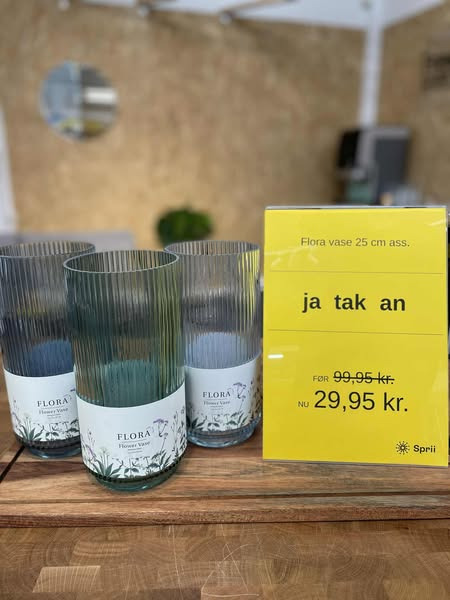 Flora vase 25 cm ass.
ja tak an
FØR 99,95 kr.
NU 29,95 kr.
Sprii
FLORA
Flower Vase
FLORA
Flower Vase
FLORA
Flower Vase